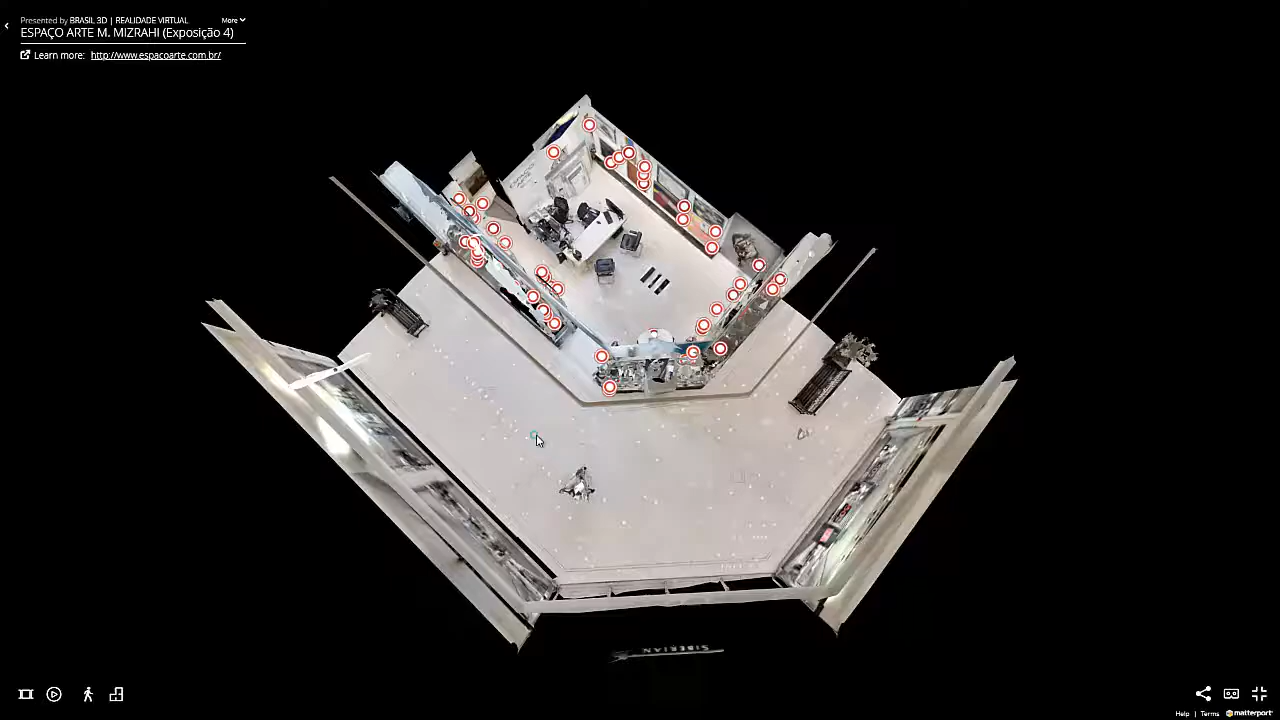 Presented by BRASIL 3D | REALIDADE VIRTUAL
More
ESPAÇO ARTE M. MIZRAHI (Exposição 4)
Learn more: http://www.espacoarte.com.br/
SIBERIAN
Help | Terms
matterport